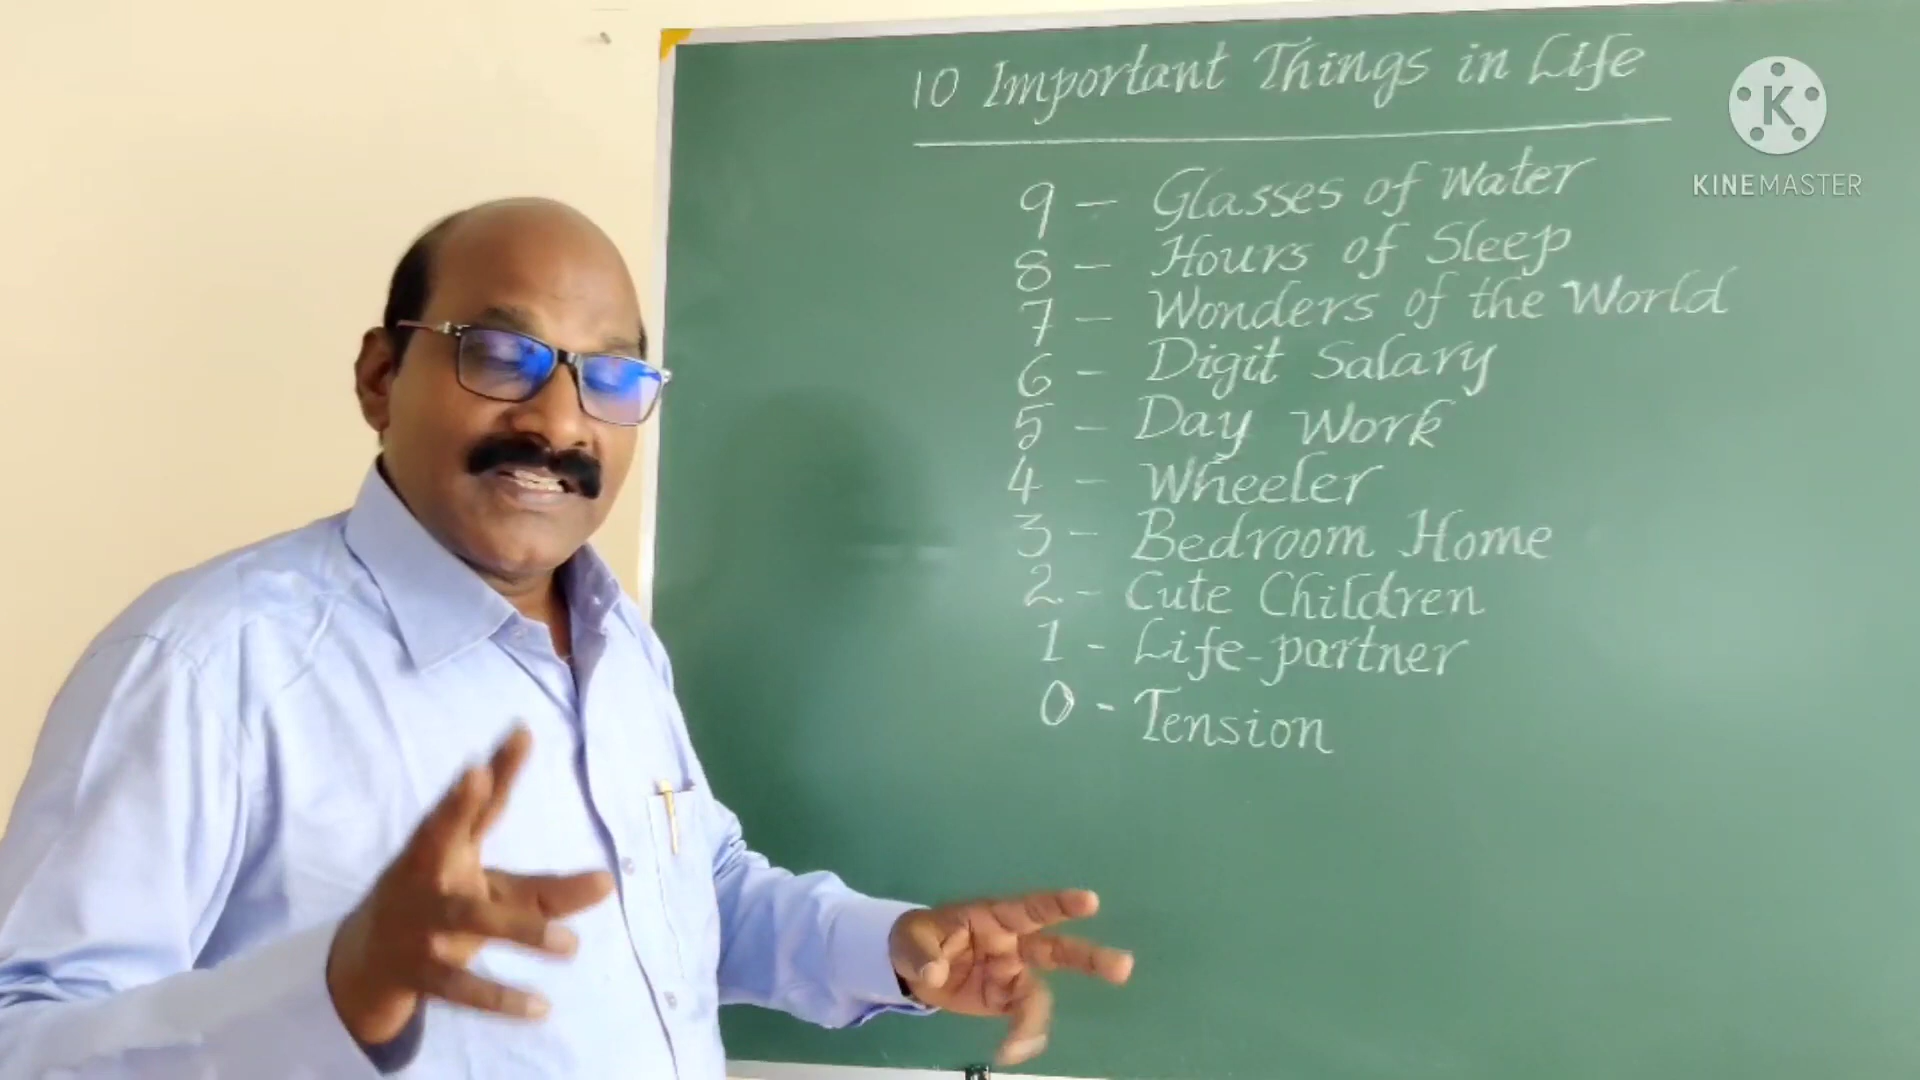 10 Important Things in Life
9 - Glasses of Water
8 - Hours of Sleep
7 - Wonders of the World
6 - Digit Salary
5 - Day Work
4 - Wheeler
3 - Bedroom Home
2 - Cute Children
1 - Life-partner
0 - Tension
K
KINEMASTER